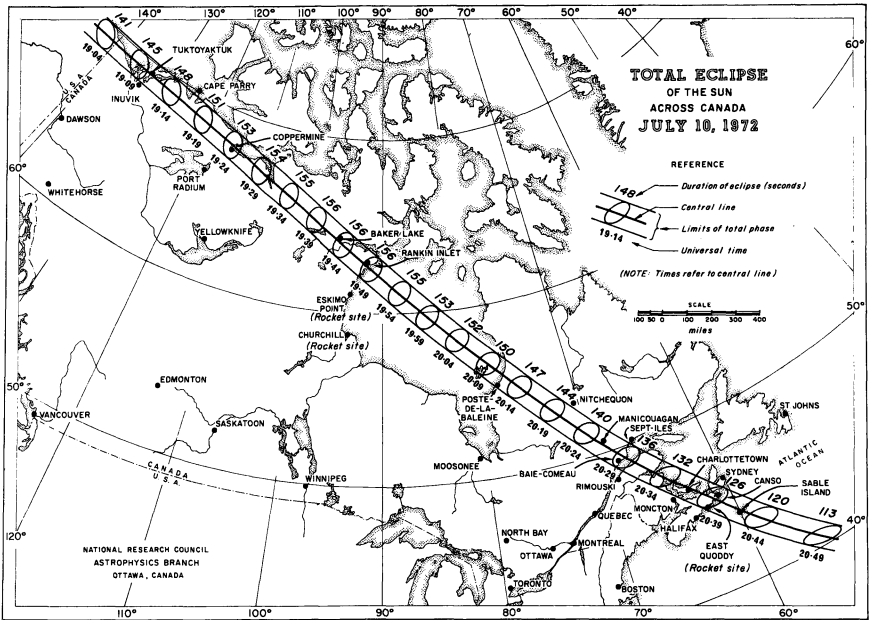 140° 130° 120° 110° 100° 90° 80° 70° 60° 50° 40°
TOTAL ECLIPSE
OF THE SUN
ACROSS CANADA
JULY 10, 1972
REFERENCE
148
Duration of eclipse (seconds)
Central line
Limits of total phase
19·14
Universal time
(NOTE: Times refer to central line)
SCALE
100 50 0 100 200 300 400
miles
141
145
148
151
153
154
155
156
156
156
155
153
152
150
147
144
140
136
132
126
120
113
19·04
19·09
19·14
19·19
19·24
19·29
19·34
19·39
19·44
19·49
19·54
19·59
20·04
20·09
20·14
20·19
20·24
20·29
20·34
20·39
20·44
20·49
TUKTOYAKTUK
CAPE PARRY
INUVIK
U.S.A.
CANADA
DAWSON
COPPERMINE
PORT
RADIUM
WHITEHORSE
YELLOWKNIFE
BAKER LAKE
RANKIN INLET
ESKIMO
POINT
(Rocket site)
CHURCHILL
(Rocket site)
EDMONTON
VANCOUVER
SASKATOON
CANADA
U.S.A.
WINNIPEG
POSTE-
DE-LA-
BALEINE
NITCHEQUON
MANICOUAGAN
SEPT-ILES
ST JOHNS
ATLANTIC
OCEAN
MOOSONEE
BAIE-COMEAU
RIMOUSKI
CHARLOTTETOWN
SYDNEY
CANSO
SABLE
ISLAND
MONCTON
HALIFAX
QUEBEC
NORTH BAY
OTTAWA
MONTREAL
EAST
QUODDY
(Rocket site)
TORONTO
BOSTON
NATIONAL RESEARCH COUNCIL
ASTROPHYSICS BRANCH
OTTAWA, CANADA
60°
50°
120°
60°
50°
40°
110° 100° 90° 80° 70° 60°